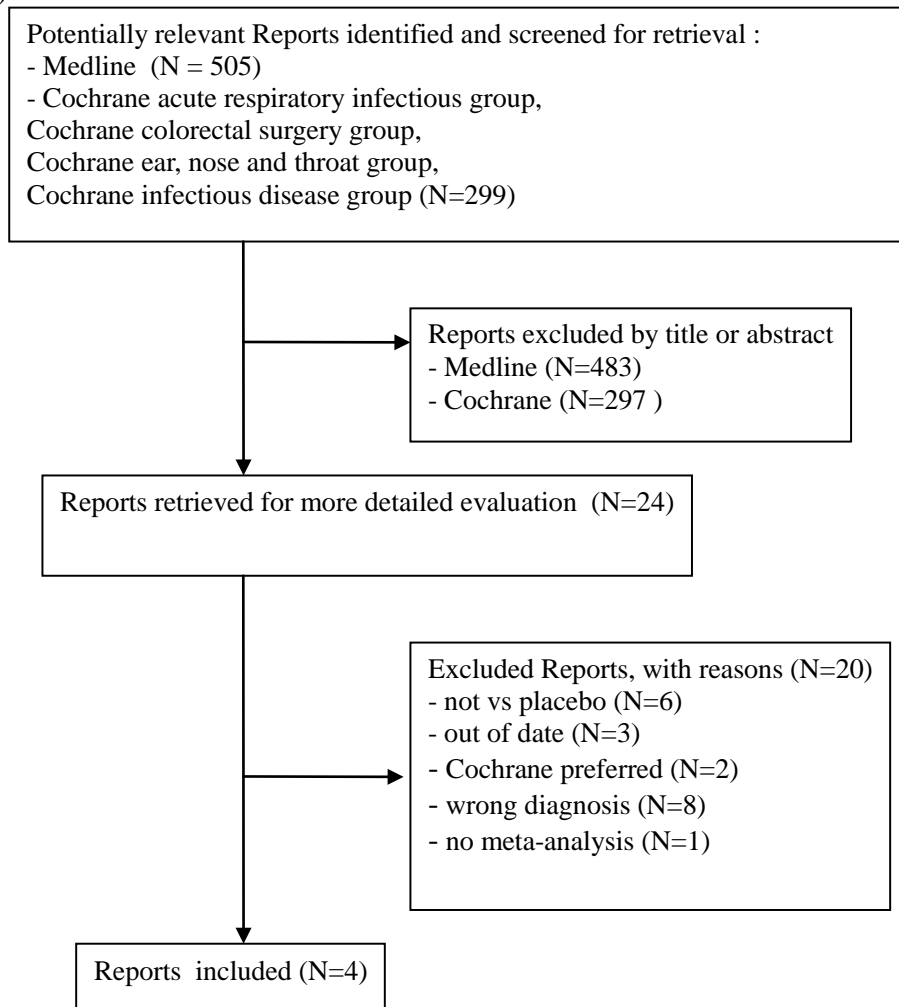 Potentially relevant Reports identified and screened for retrieval :
- Medline (N = 505)
- Cochrane acute respiratory infectious group,
Cochrane colorectal surgery group,
Cochrane ear, nose and throat group,
Cochrane infectious disease group (N=299)
Reports excluded by title or abstract
- Medline (N=483)
- Cochrane (N=297 )
Reports retrieved for more detailed evaluation (N=24)
Excluded Reports, with reasons (N=20)
- not vs placebo (N=6)
- out of date (N=3)
- Cochrane preferred (N=2)
- wrong diagnosis (N=8)
- no meta-analysis (N=1)
Reports included (N=4)